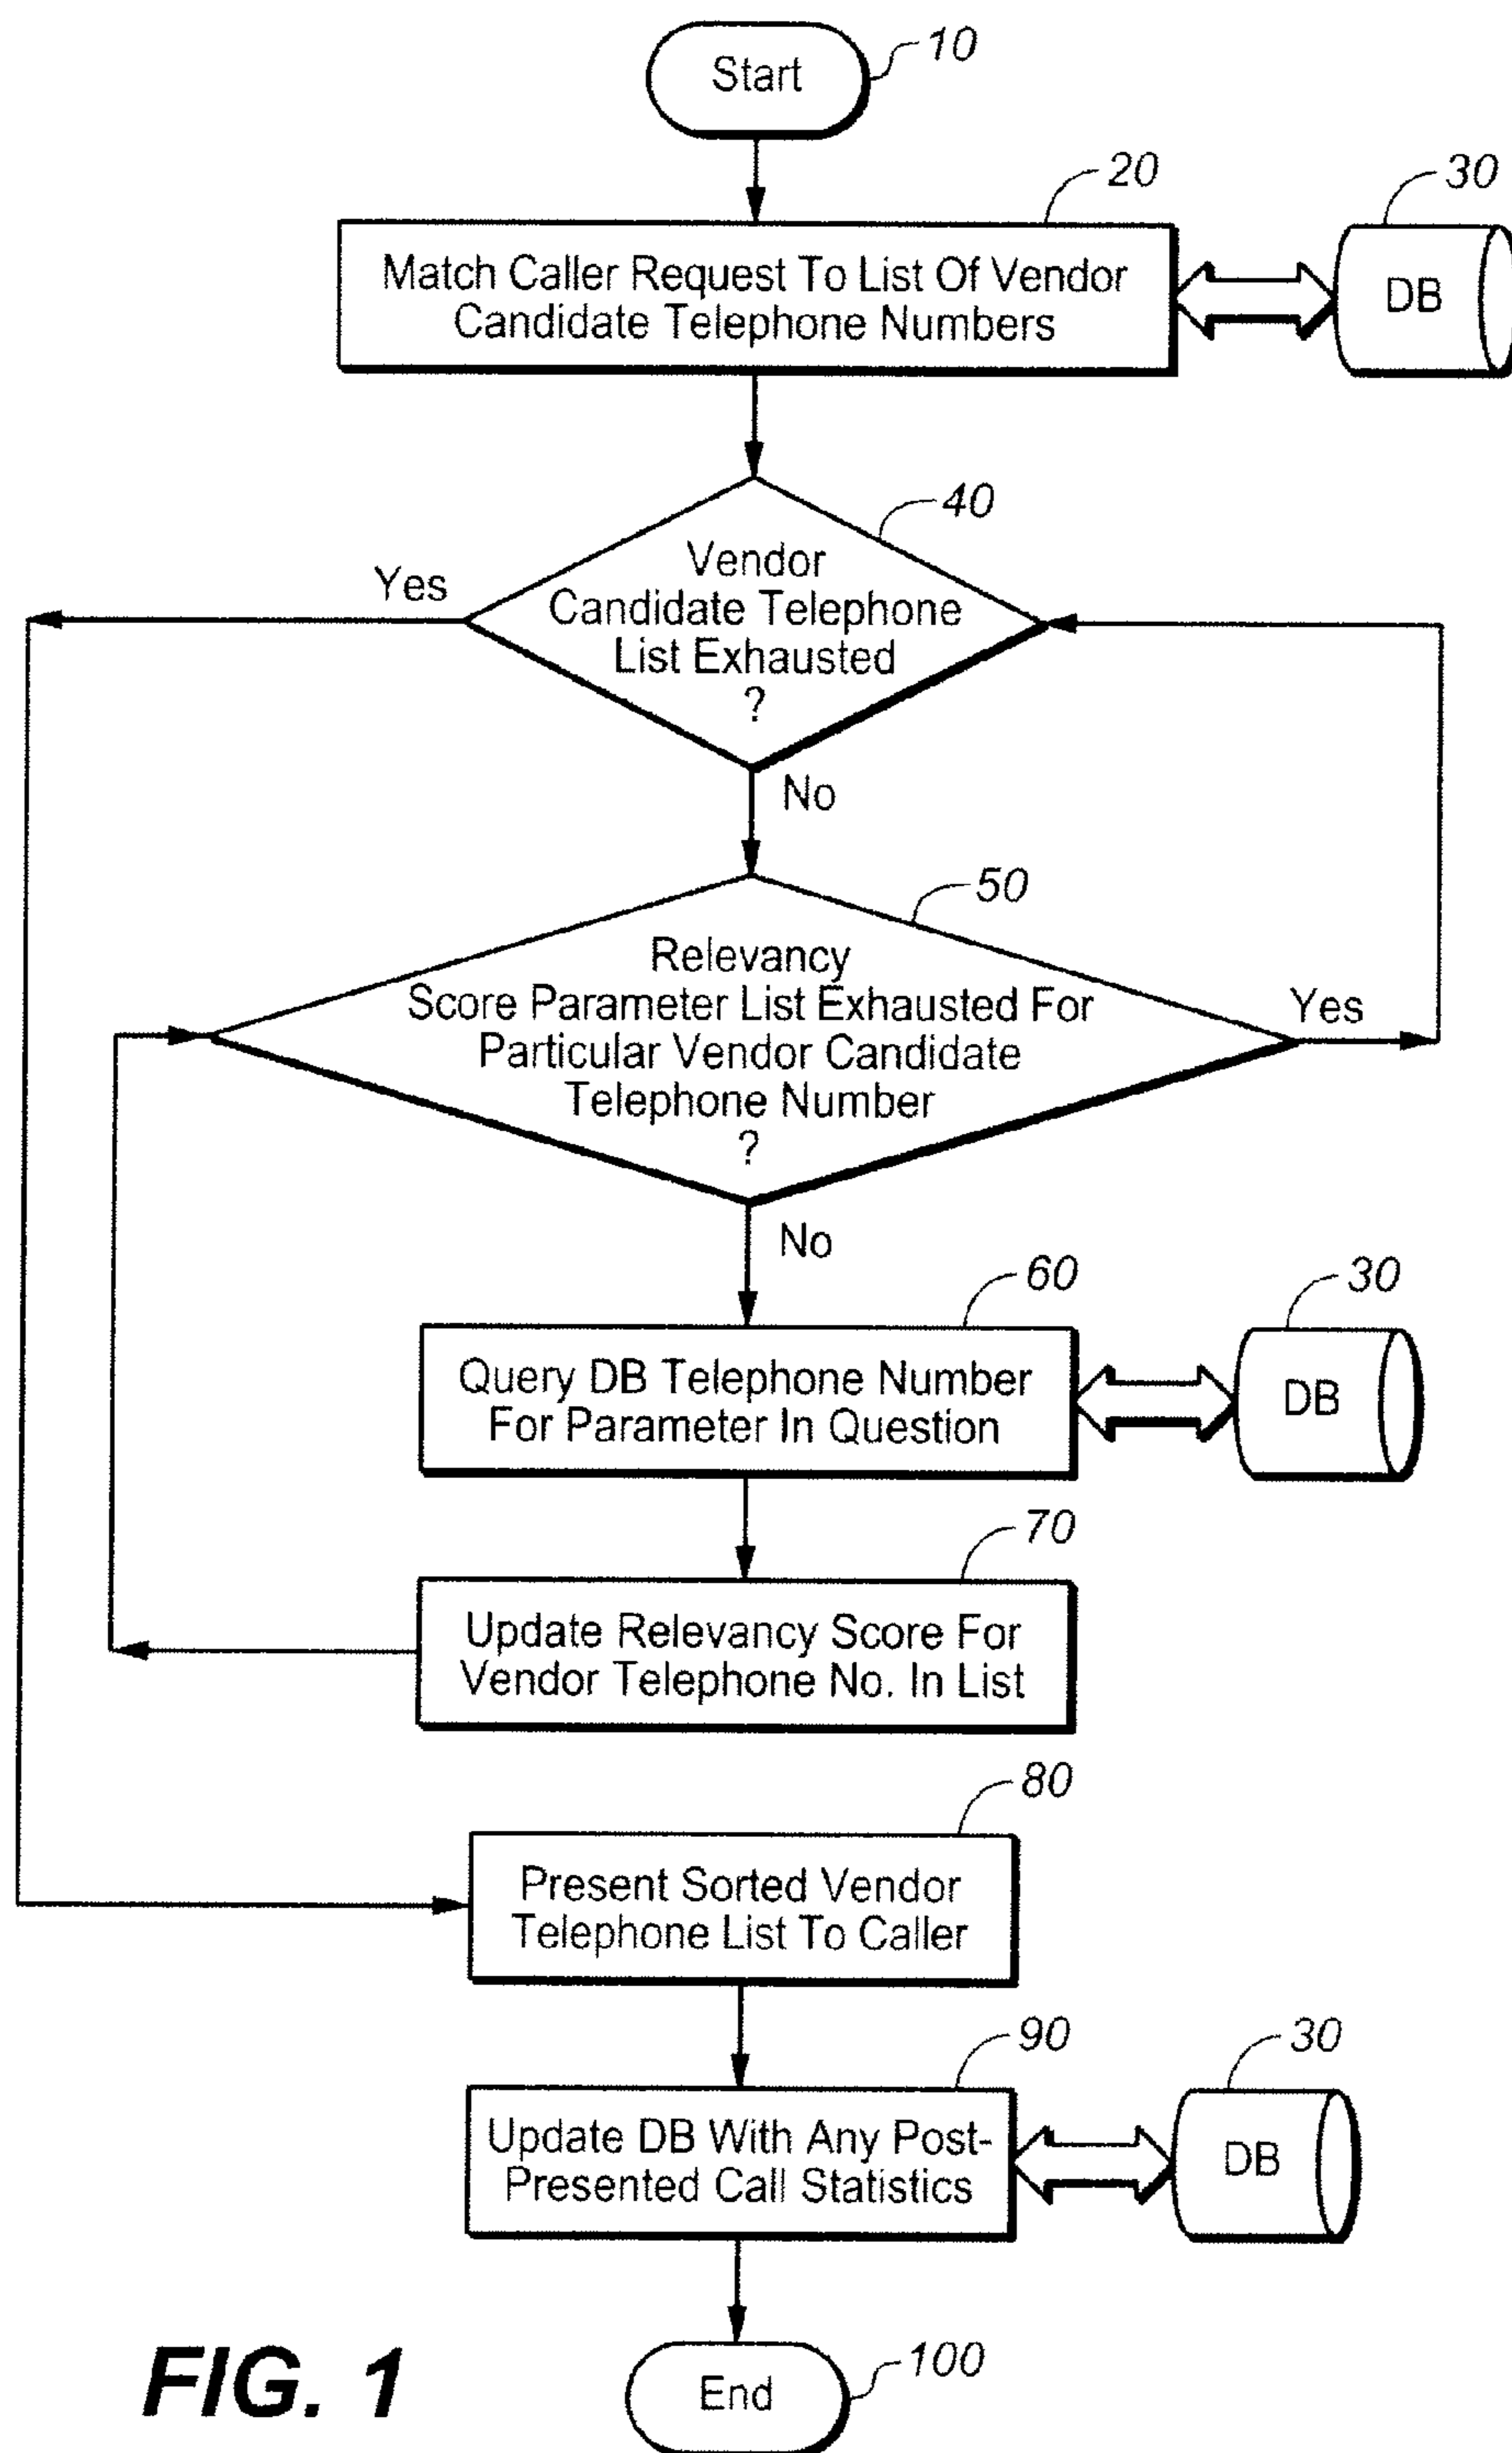 Start
10
20
30
Match Caller Request To List Of Vendor
Candidate Telephone Numbers
DB
40
Vendor
Candidate Telephone
List Exhausted
?
Yes
No
50
Relevancy
Score Parameter List Exhausted For
Particular Vendor Candidate
Telephone Number
?
Yes
No
60
30
Query DB Telephone Number
For Parameter In Question
DB
70
Update Relevancy Score For
Vendor Telephone No. In List
80
Present Sorted Vendor
Telephone List To Caller
90
30
Update DB With Any Post-
Presented Call Statistics
DB
End
100
FIG. 1